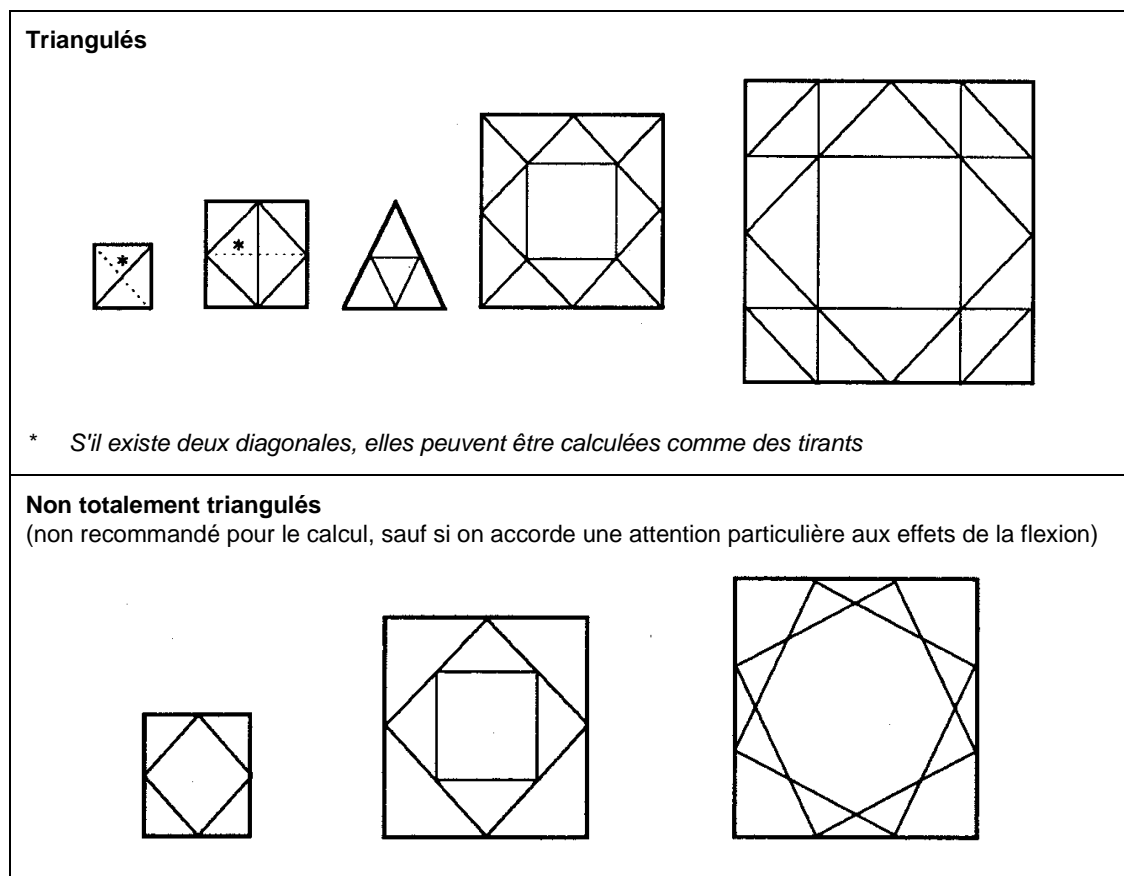 Triangulés
* *
* S'il existe deux diagonales, elles peuvent être calculées comme des tirants
Non totalement triangulés
(non recommandé pour le calcul, sauf si on accorde une attention particulière aux effets de la flexion)